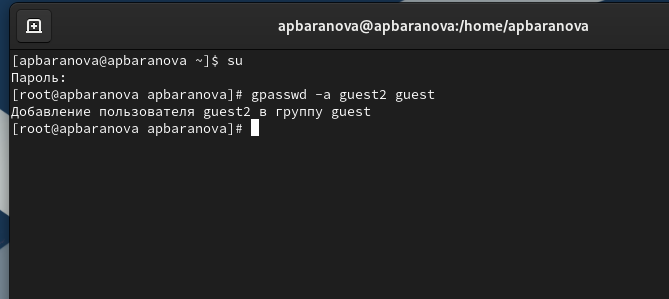 apbaranova@apbaranova:/home/apbaranova
[apbaranova@apbaranova ~]$ su
Пароль:
[root@apbaranova apbaranova]# gpasswd -a guest2 guest
Добавление пользователя guest2 в группу guest
[root@apbaranova apbaranova]#